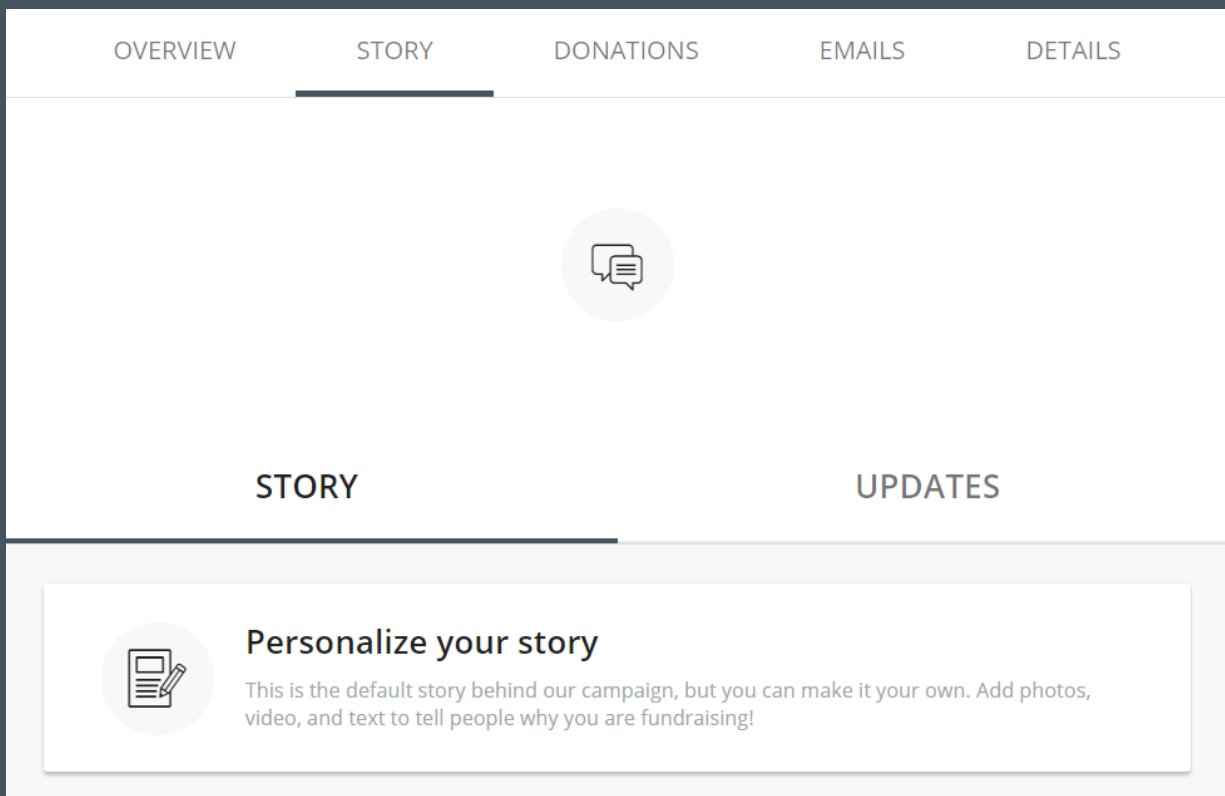 OVERVIEW STORY DONATIONS EMAILS DETAILS
STORY UPDATES
Personalize your story
This is the default story behind our campaign, but you can make it your own. Add photos,
video, and text to tell people why you are fundraising!